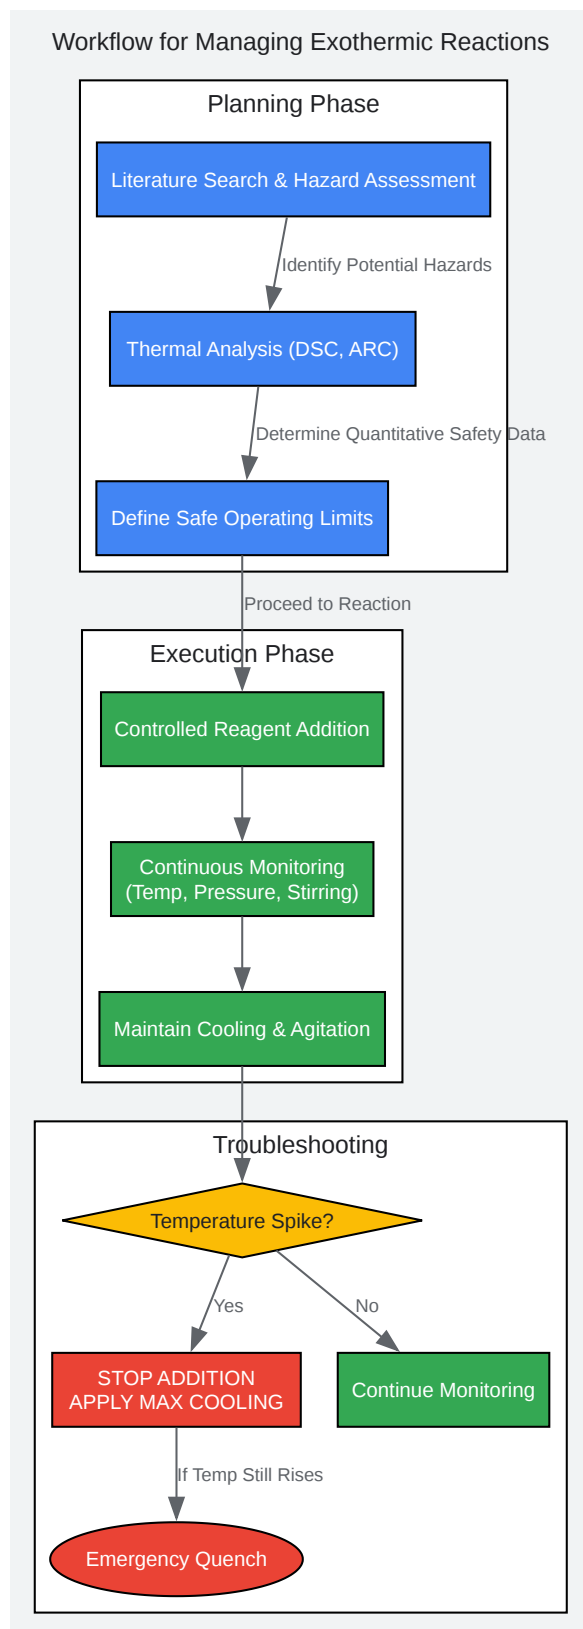 Workflow for Managing Exothermic Reactions
Planning Phase
Literature Search & Hazard Assessment
Identify Potential Hazards
Thermal Analysis (DSC, ARC)
Determine Quantitative Safety Data
Define Safe Operating Limits
Proceed to Reaction
Execution Phase
Controlled Reagent Addition
Continuous Monitoring
(Temp, Pressure, Stirring)
Maintain Cooling & Agitation
Troubleshooting
Temperature Spike?
Yes
No
STOP ADDITION
APPLY MAX COOLING
Continue Monitoring
If Temp Still Rises
Emergency Quench